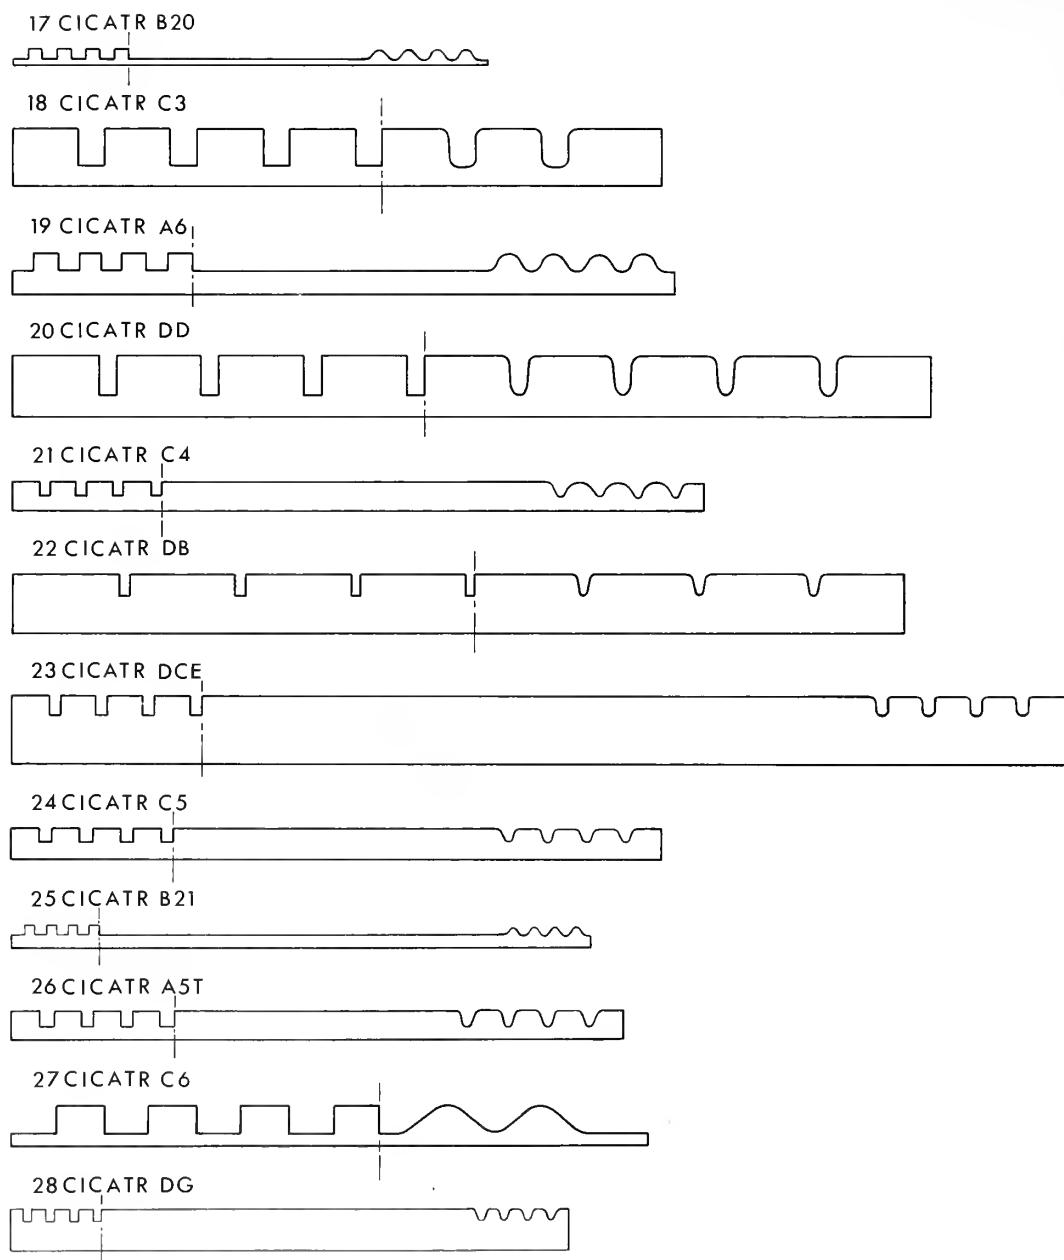 17 CICATR B20
18 CICATR C3
19 CICATR A6
20 CICATR DD
21 CICATR C4
22 CICATR DB
23 CICATR DCE
24 CICATR C5
25 CICATR B21
26 CICATR A5T
27 CICATR C6
28 CICATR DG